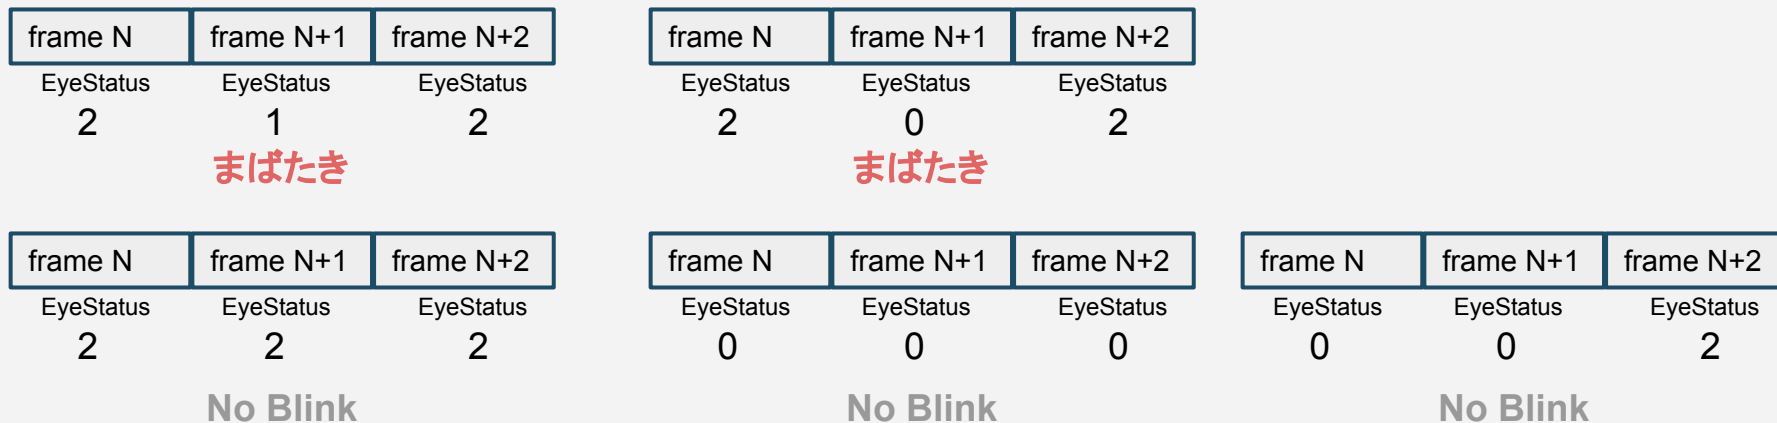 frame N frame N+1 frame N+2
EyeStatus EyeStatus EyeStatus
2 1 2
まばたき
frame N frame N+1 frame N+2
EyeStatus EyeStatus EyeStatus
2 0 2
まばたき
frame N frame N+1 frame N+2
EyeStatus EyeStatus EyeStatus
2 2 2
No Blink
frame N frame N+1 frame N+2
EyeStatus EyeStatus EyeStatus
0 0 0
No Blink
frame N frame N+1 frame N+2
EyeStatus EyeStatus EyeStatus
0 0 2
No Blink